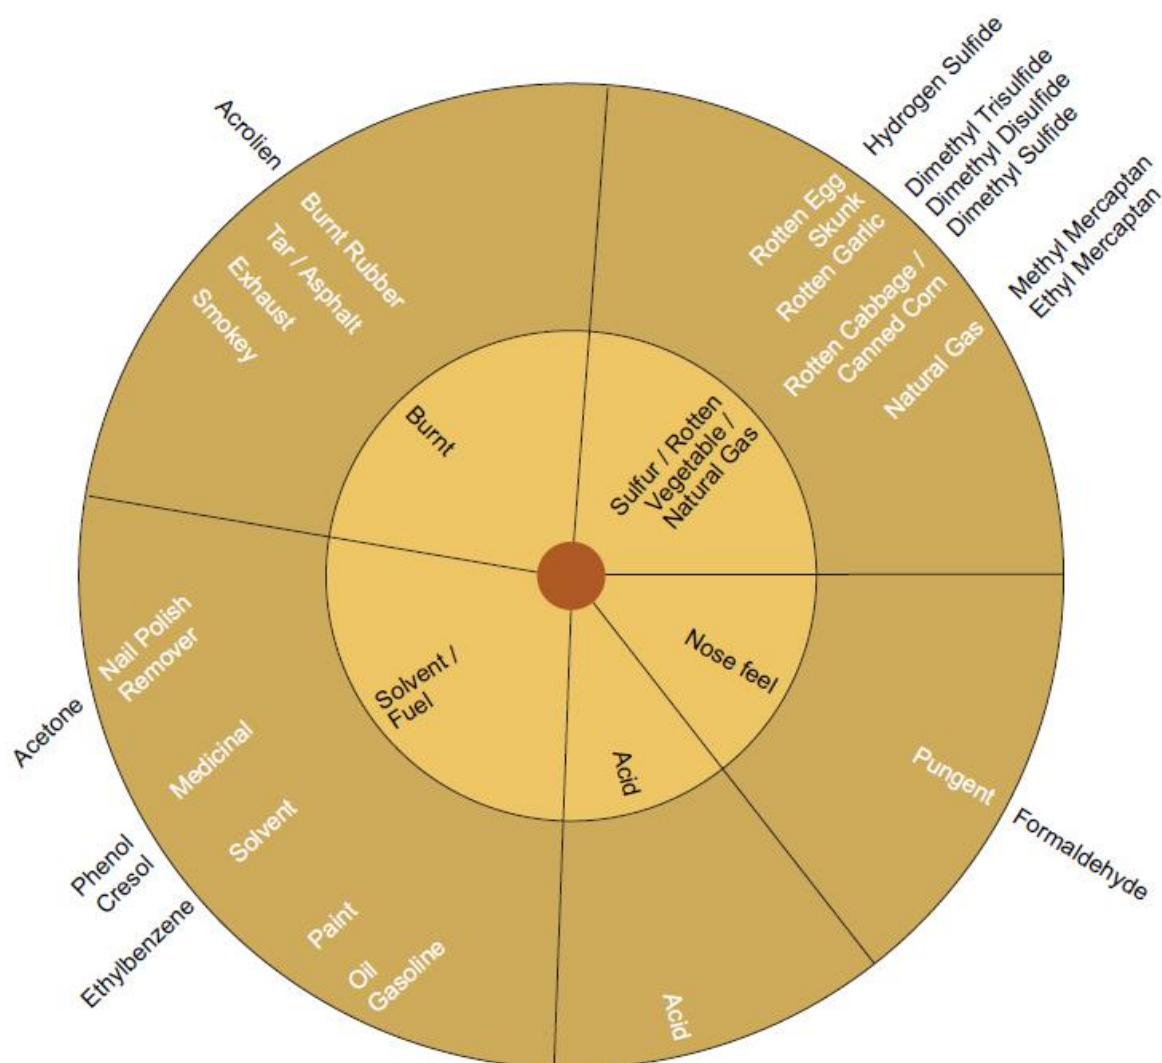 Hydrogen Sulfide
Dimethyl Trisulfide
Dimethyl Disulfide
Dimethyl Sulfide
Methyl Mercaptan
Ethyl Mercaptan
Acrolien
Rotten Egg
Skunk
Rotten Garlic
Rotten Cabbage /
Canned Corn
Natural Gas
Burnt Rubber
Tar / Asphalt
Exhaust
Smokey
Burnt
Sulfur / Rotten
Vegetable /
Natural Gas
Nose feel
Solvent /
Fuel
Acid
Nail Polish
Remover
Acetone
Medicinal
Solvent
Phenol
Cresol
Ethylbenzene
Paint
Oil
Gasoline
Acid
Pungent
Formaldehyde